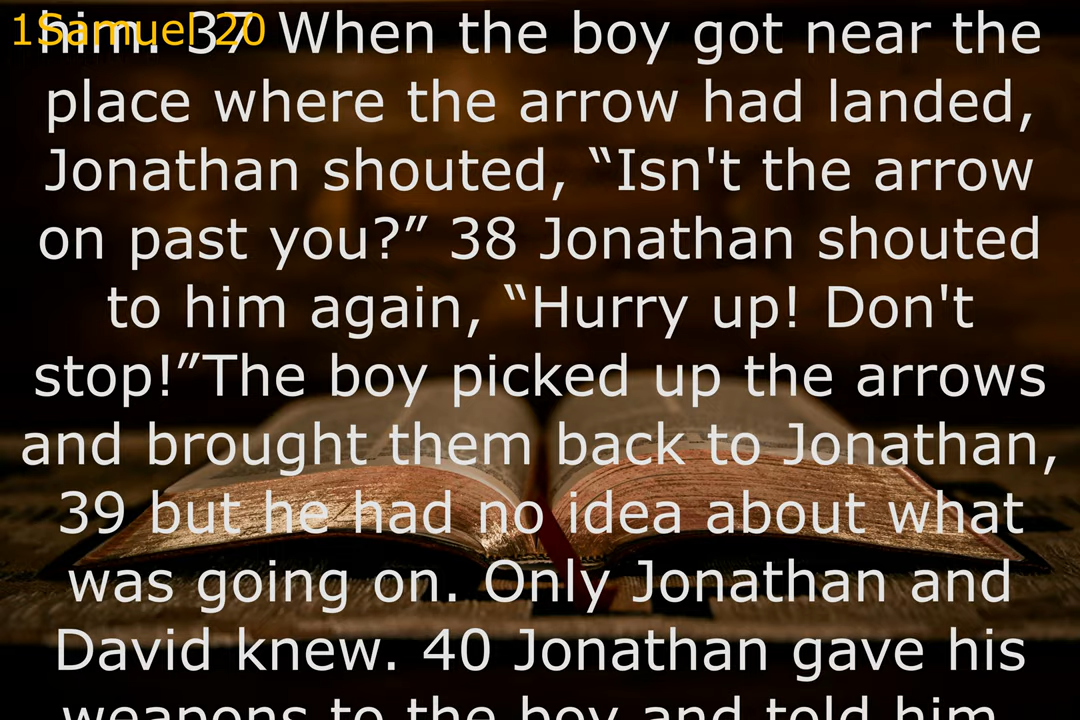 1Samuel 20
him. 37 When the boy got near the
place where the arrow had landed,
Jonathan shouted, “Isn't the arrow
on past you?” 38 Jonathan shouted
to him again, “Hurry up! Don't
stop!”The boy picked up the arrows
and brought them back to Jonathan,
39 but he had no idea about what
was going on. Only Jonathan and
David knew. 40 Jonathan gave his
weapons to the boy and told him,